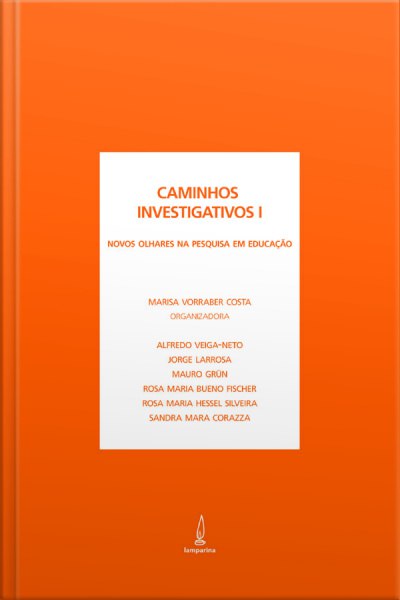 CAMINHOS
INVESTIGATIVOS I
NOVOS OLHARES NA PESQUISA EM EDUCAÇÃO
MARISA VORRABER COSTA
ORGANIZADORA
ALFREDO VEIGA-NETO
JORGE LARROSA
MAURO GRÜN
ROSA MARIA BUENO FISCHER
ROSA MARIA HESSEL SILVEIRA
SANDRA MARA CORAZZA
lamparina